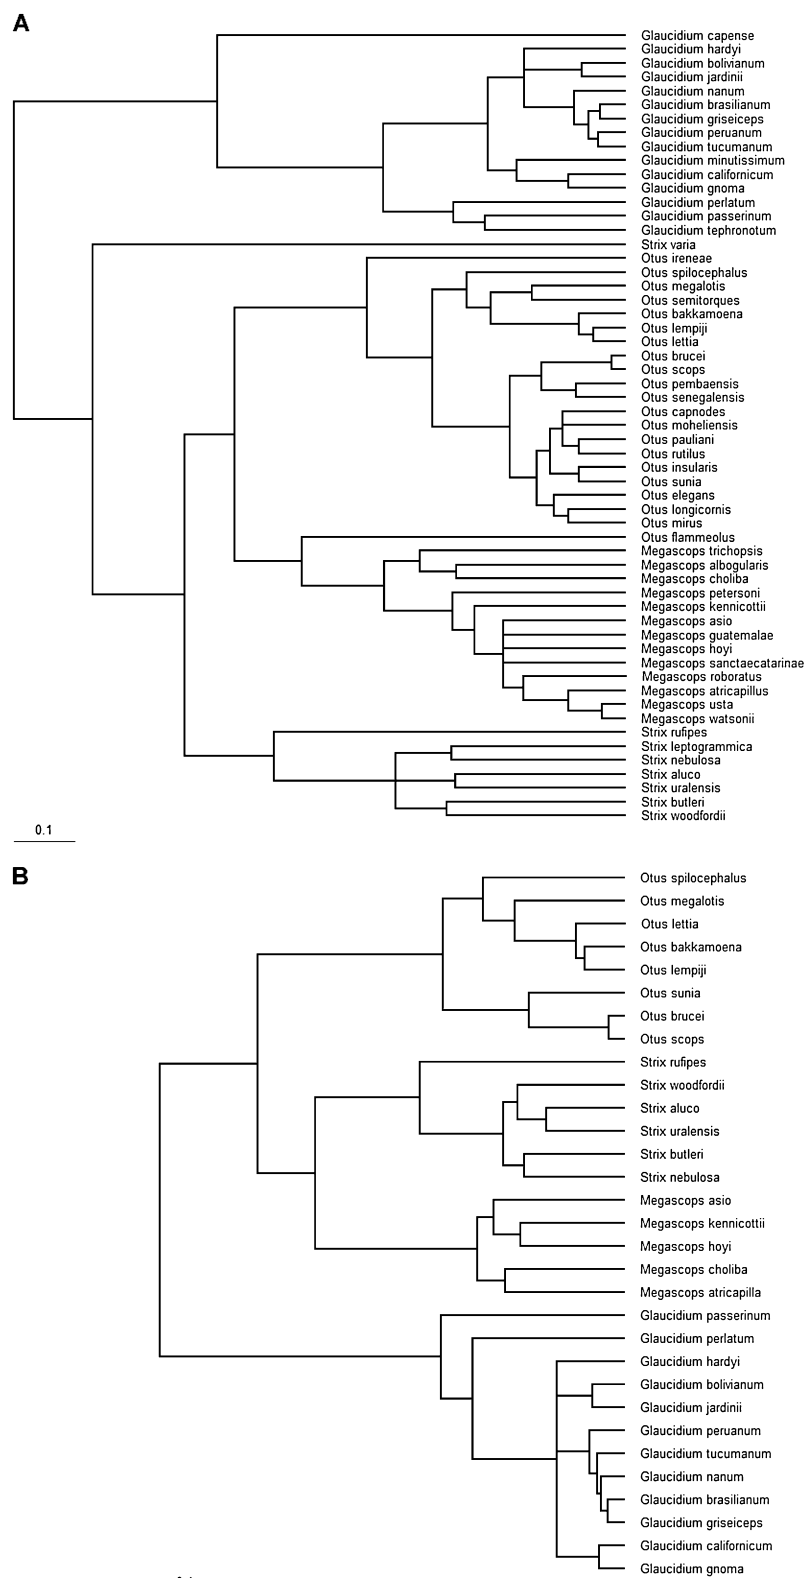 A
Glaucidium capense
Glaucidium hardyi
Glaucidium bolivianum
Glaucidium jardinii
Glaucidium nanum
Glaucidium brasilianum
Glaucidium griseiceps
Glaucidium peruanum
Glaucidium tucumanum
Glaucidium minutissimum
Glaucidium californicum
Glaucidium gnoma
Glaucidium perlatum
Glaucidium passerinum
Glaucidium tephronotum
Strix varia
Otus ireneae
Otus spilocephalus
Otus megalotis
Otus semitorques
Otus bakkamoena
Otus lempiji
Otus lettia
Otus brucei
Otus scops
Otus pembaensis
Otus senegalensis
Otus capnodes
Otus moheliensis
Otus pauliani
Otus rutilus
Otus insularis
Otus sunia
Otus elegans
Otus longicornis
Otus mirus
Otus flammeolus
Megascops trichopsis
Megascops albogularis
Megascops choliba
Megascops petersoni
Megascops kennicottii
Megascops asio
Megascops guatemalae
Megascops hoyi
Megascops sanctaecatarinae
Megascops roboratus
Megascops atricapillus
Megascops usta
Megascops watsonii
Strix rufipes
Strix leptogrammica
Strix nebulosa
Strix aluco
Strix uralensis
Strix butleri
Strix woodfordii
0.1
B
Otus spilocephalus
Otus megalotis
Otus lettia
Otus bakkamoena
Otus lempiji
Otus sunia
Otus brucei
Otus scops
Strix rufipes
Strix woodfordii
Strix aluco
Strix uralensis
Strix butleri
Strix nebulosa
Megascops asio
Megascops kennicottii
Megascops hoyi
Megascops choliba
Megascops atricapilla
Glaucidium passerinum
Glaucidium perlatum
Glaucidium hardyi
Glaucidium bolivianum
Glaucidium jardinii
Glaucidium peruanum
Glaucidium tucumanum
Glaucidium nanum
Glaucidium brasilianum
Glaucidium griseiceps
Glaucidium californicum
Glaucidium gnoma